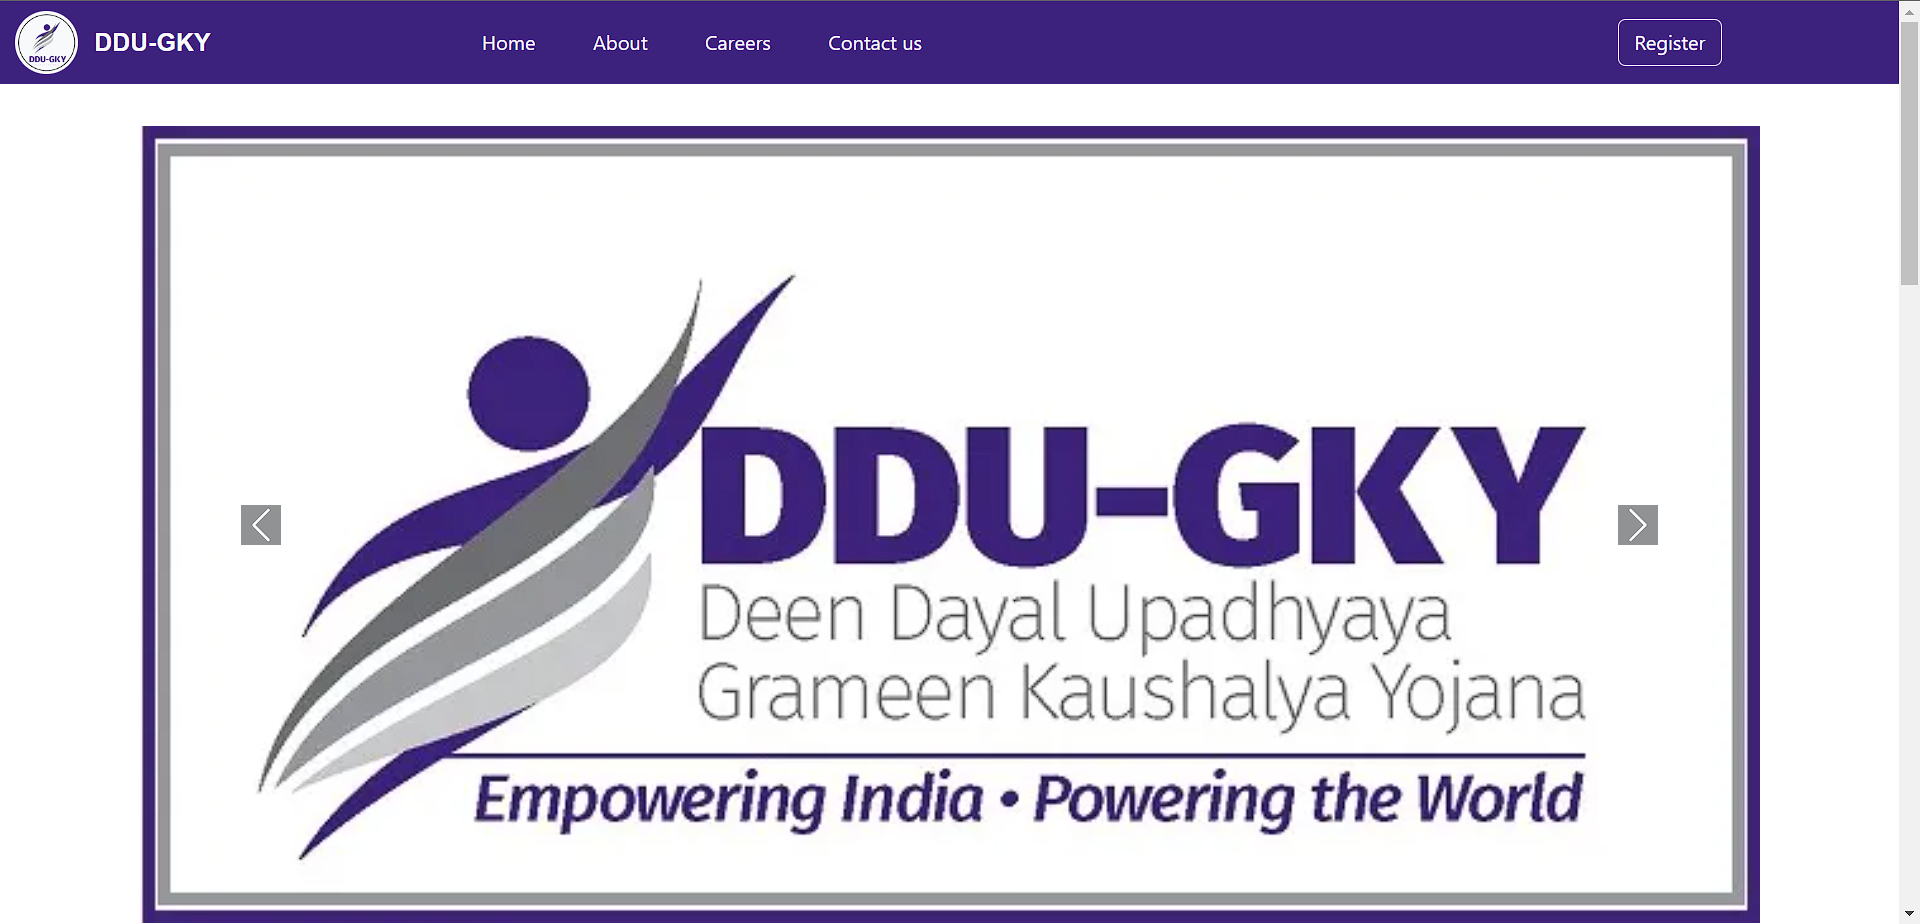 DDU-GKY
DDU-GKY
Home
About
Careers
Contact us
Register
DDU-GKY
Deen Dayal Upadhyaya
Grameen Kaushalya Yojana
Empowering India • Powering the World